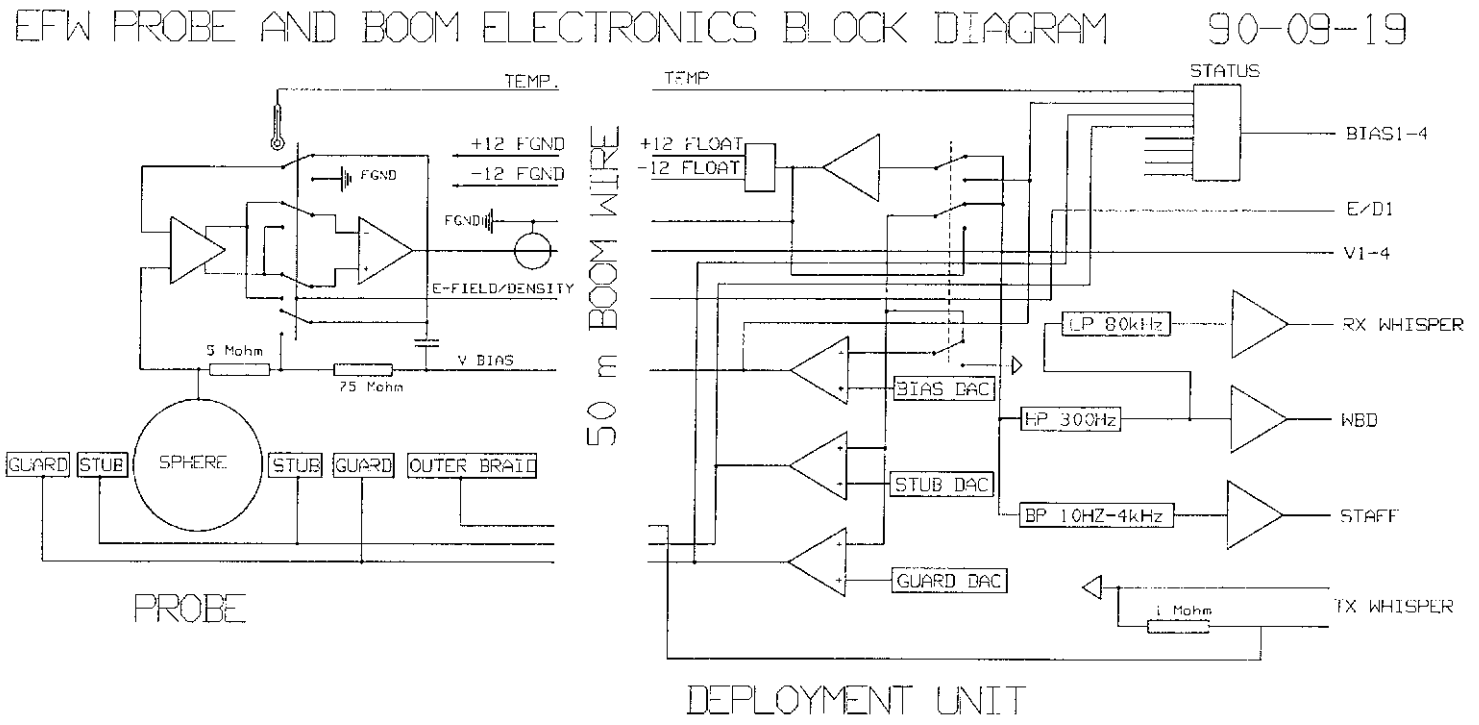 EFW PROBE AND BOOM ELECTRONICS BLOCK DIAGRAM 90-09-19
STATUS
TEMP. TEMP
BIAS1-4
+12 FGND +12 FLOAT
-12 FGND -12 FLOAT
FGND
FGND
E/D1
V1-4
E-FIELD/DENSITY
50 m BOOM WIRE
LP 80kHz RX WHISPER
5 Mohm
V BIAS
75 Mohm
BIAS DAC
HP 300Hz WBD
GUARD STUB SPHERE STUB GUARD OUTER BRAID
STUB DAC
BP 10HZ-4kHz STAFF
GUARD DAC
PROBE
1 Mohm TX WHISPER
DEPLOYMENT UNIT